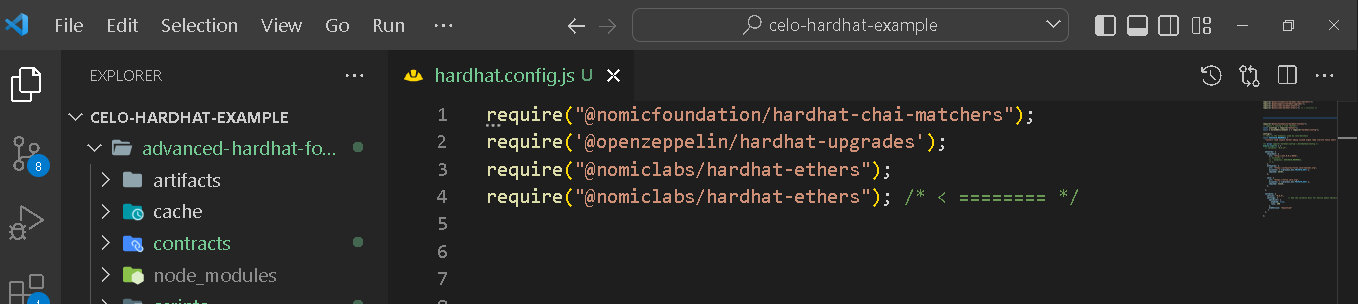 File Edit Selection View Go Run ··· celo-hardhat-example
EXPLORER ···
hardhat.config.js U
CELO-HARDHAT-EXAMPLE
advanced-hardhat-fo...
artifacts
cache
contracts
node_modules
scripts
8
1
1 require("@nomicfoundation/hardhat-chai-matchers");
2 require('@openzeppelin/hardhat-upgrades');
3 require("@nomiclabs/hardhat-ethers");
4 require("@nomiclabs/hardhat-ethers"); /* < ======== */
5
6
7